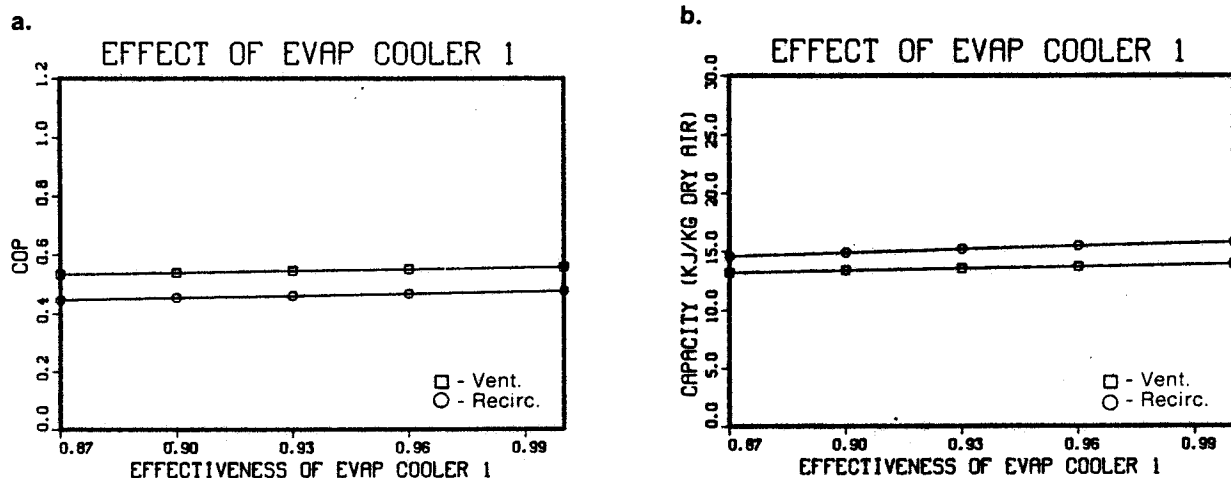 a.
EFFECT OF EVAP COOLER 1
1.2
1.0
0.8
0.6
0.4
0.2
0.0
COP
□ - Vent.
○ - Recirc.
0.87 0.90 0.93 0.96 0.99
EFFECTIVENESS OF EVAP COOLER 1
b.
EFFECT OF EVAP COOLER 1
30.0
25.0
20.0
15.0
10.0
5.0
0.0
CAPACITY (KJ/KG DRY AIR)
□ - Vent.
○ - Recirc.
0.87 0.90 0.93 0.96 0.99
EFFECTIVENESS OF EVAP COOLER 1